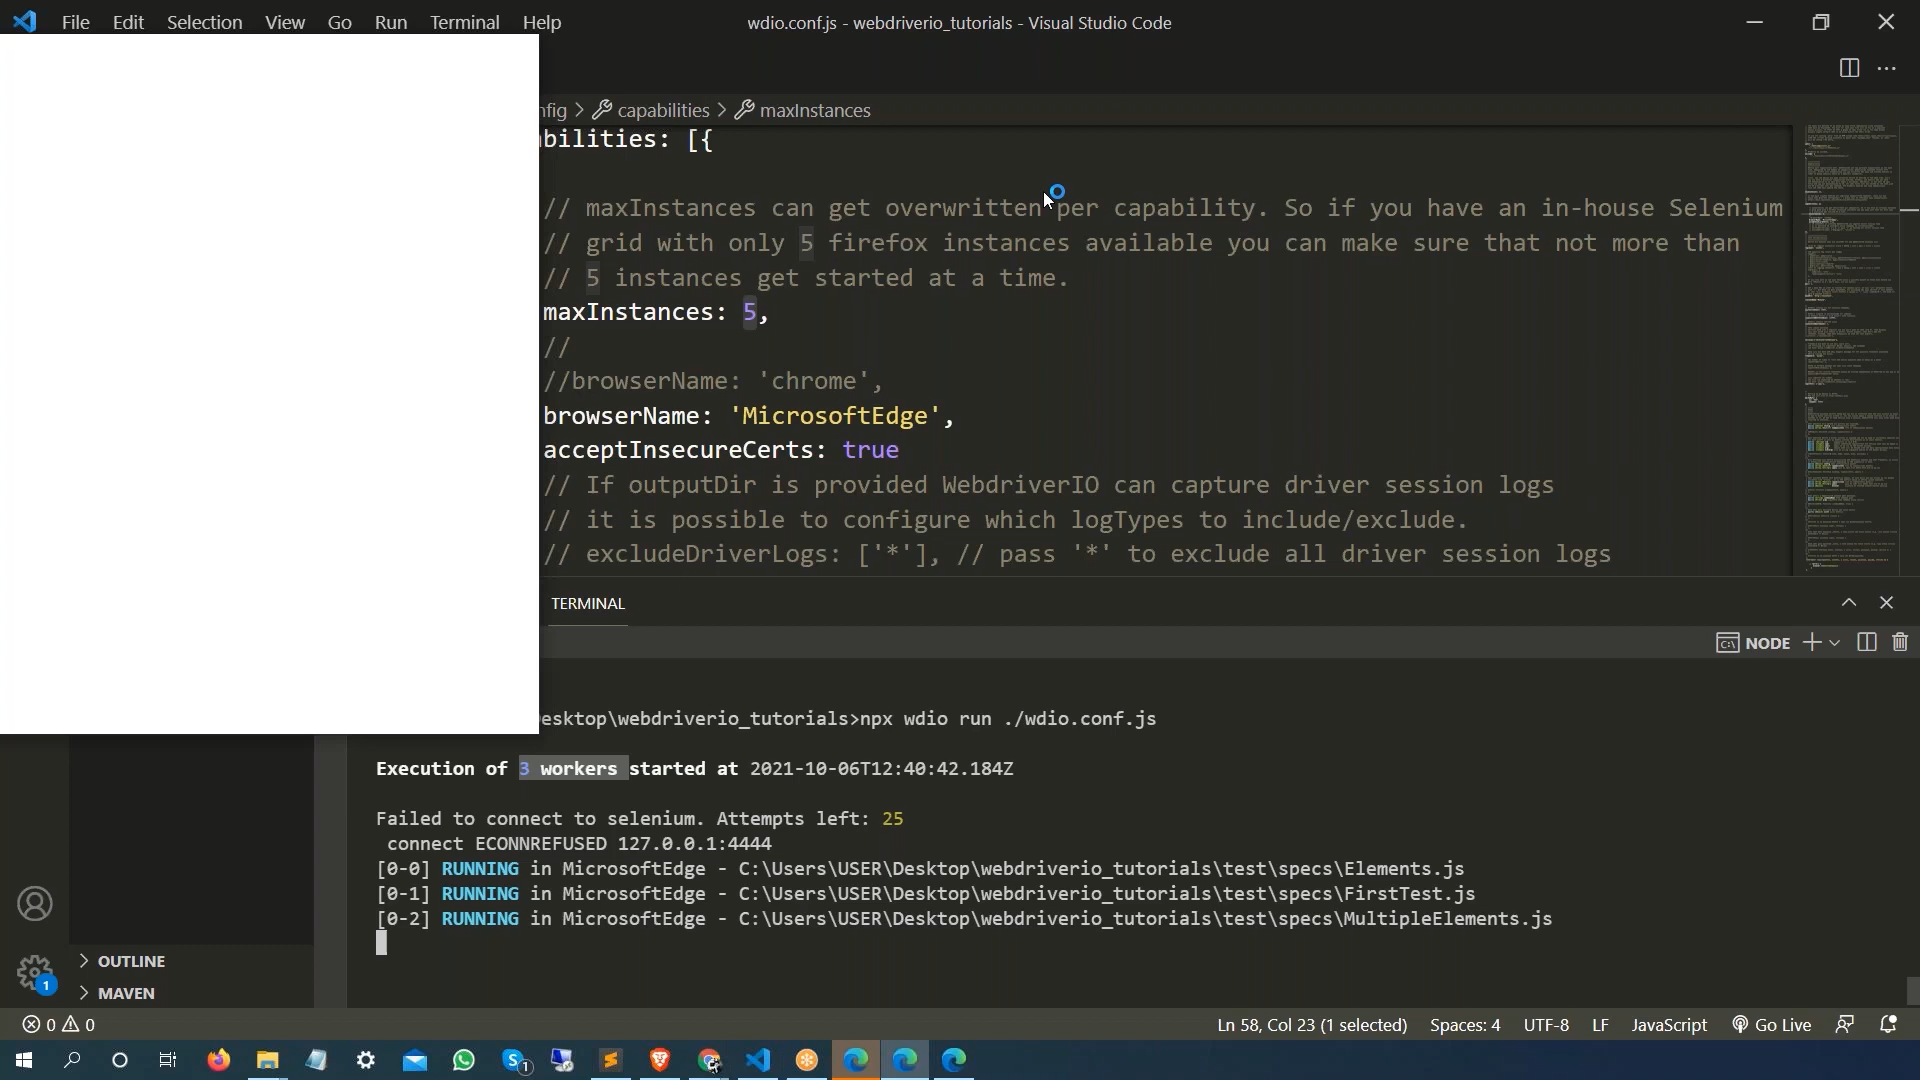 File Edit Selection View Go Run Terminal Help
wdio.conf.js - webdriverio_tutorials - Visual Studio Code
nfig > capabilities > maxInstances
bilities: [{
// maxInstances can get overwritten per capability. So if you have an in-house Selenium
// grid with only 5 firefox instances available you can make sure that not more than
// 5 instances get started at a time.
maxInstances: 5,
//
//browserName: 'chrome',
browserName: 'MicrosoftEdge',
acceptInsecureCerts: true
// If outputDir is provided WebdriverIO can capture driver session logs
// it is possible to configure which logTypes to include/exclude.
// excludeDriverLogs: ['*'], // pass '*' to exclude all driver session logs
TERMINAL
NODE
esktop\webdriverio_tutorials>npx wdio run ./wdio.conf.js
Execution of 3 workers started at 2021-10-06T12:40:42.184Z
Failed to connect to selenium. Attempts left: 25
connect ECONNREFUSED 127.0.0.1:4444
[0-0] RUNNING in MicrosoftEdge - C:\Users\USER\Desktop\webdriverio_tutorials\test\specs\Elements.js
[0-1] RUNNING in MicrosoftEdge - C:\Users\USER\Desktop\webdriverio_tutorials\test\specs\FirstTest.js
[0-2] RUNNING in MicrosoftEdge - C:\Users\USER\Desktop\webdriverio_tutorials\test\specs\MultipleElements.js
1
OUTLINE
MAVEN
0 0 Ln 58, Col 23 (1 selected) Spaces: 4 UTF-8 LF JavaScript Go Live
1